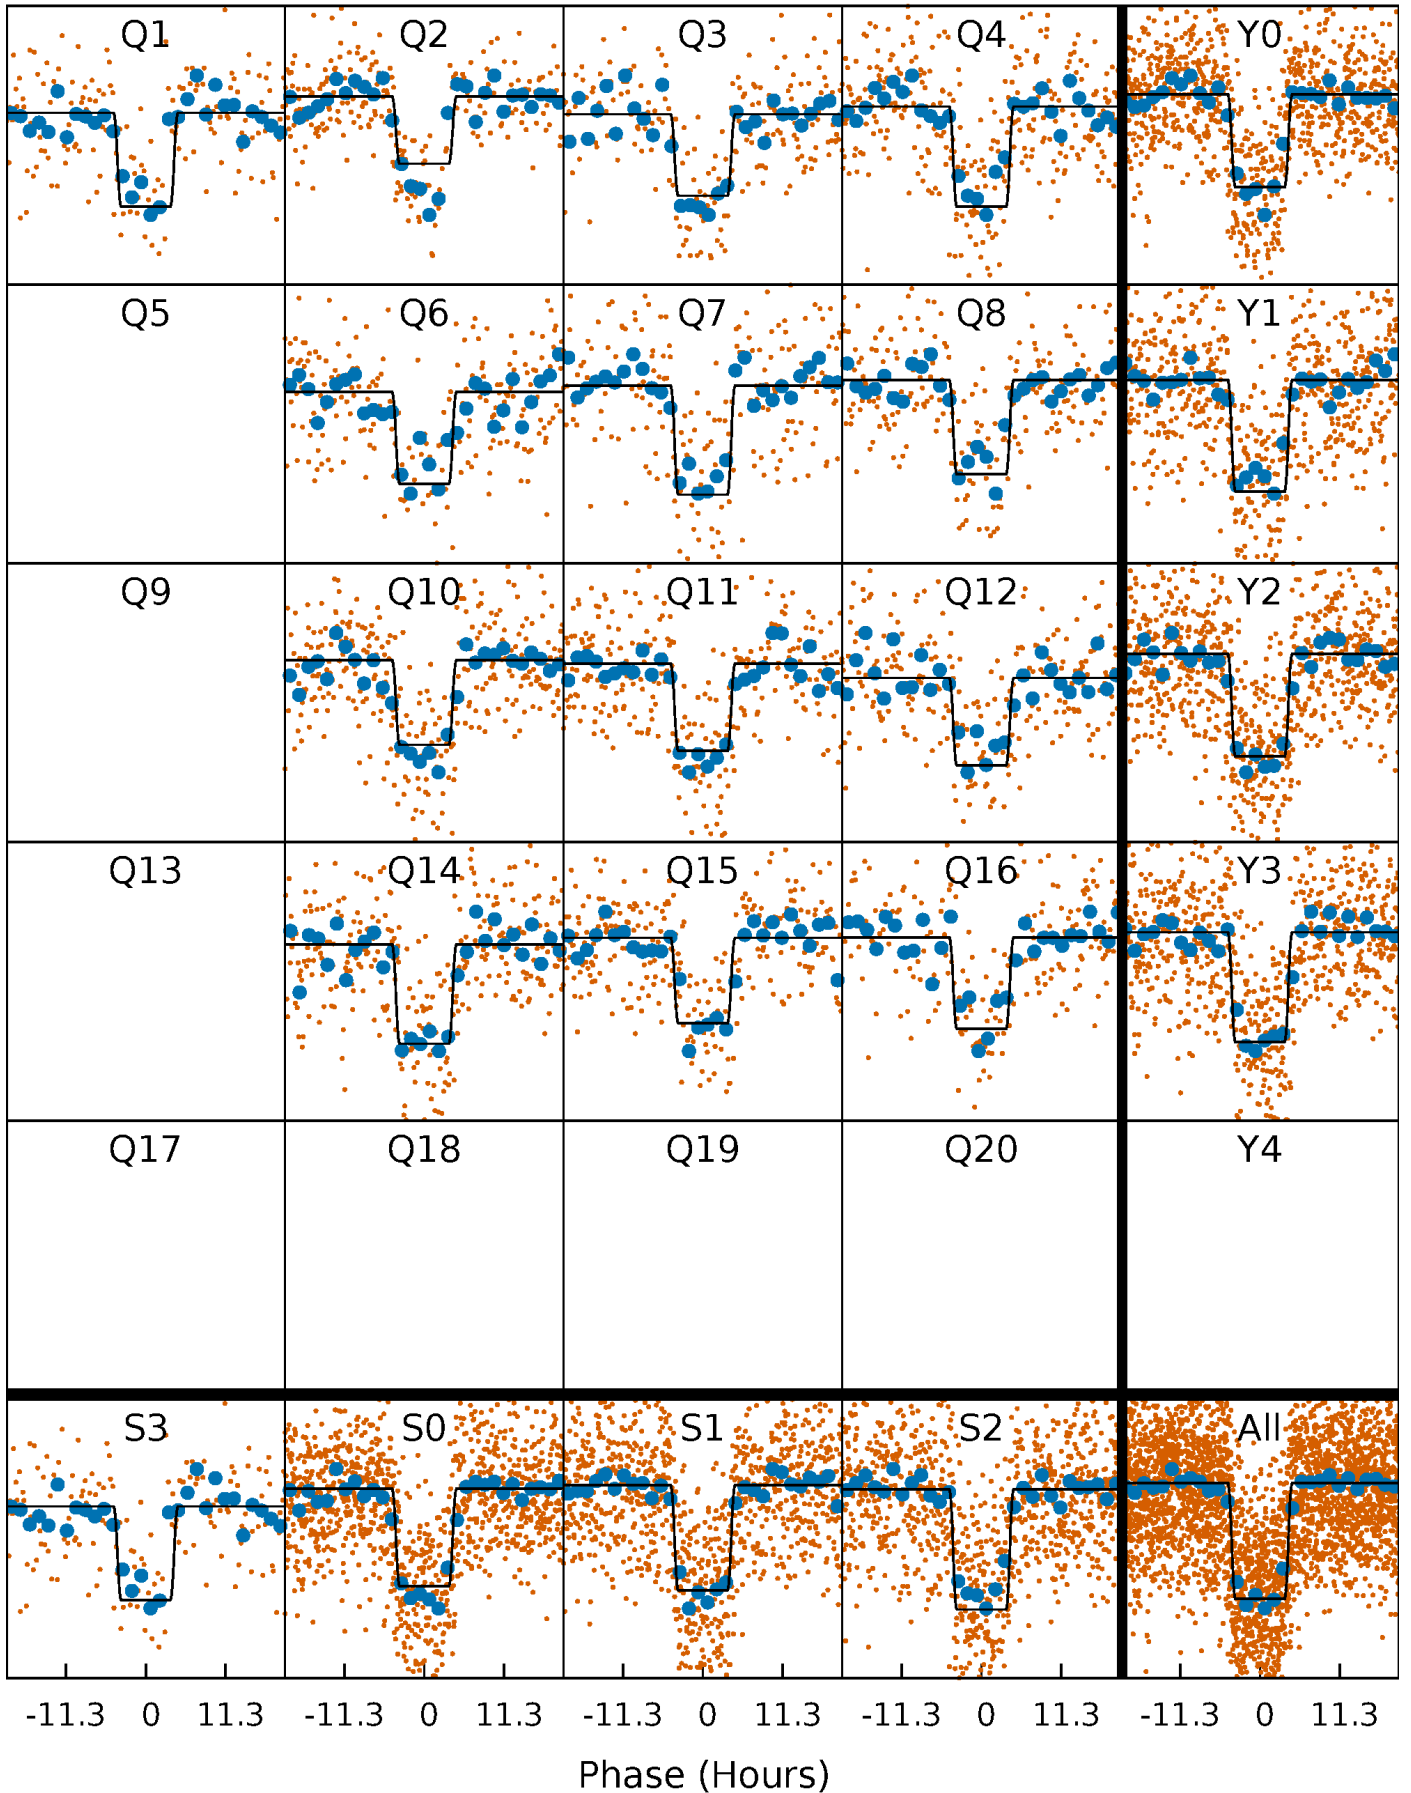 Q1 Q2 Q3 Q4 Y0
Q5 Q6 Q7 Q8 Y1
Q9 Q10 Q11 Q12 Y2
Q13 Q14 Q15 Q16 Y3
Q17 Q18 Q19 Q20 Y4
S3 S0 S1 S2 All
-11.3 0 11.3 -11.3 0 11.3 -11.3 0 11.3 -11.3 0 11.3 -11.3 0 11.3
Phase (Hours)